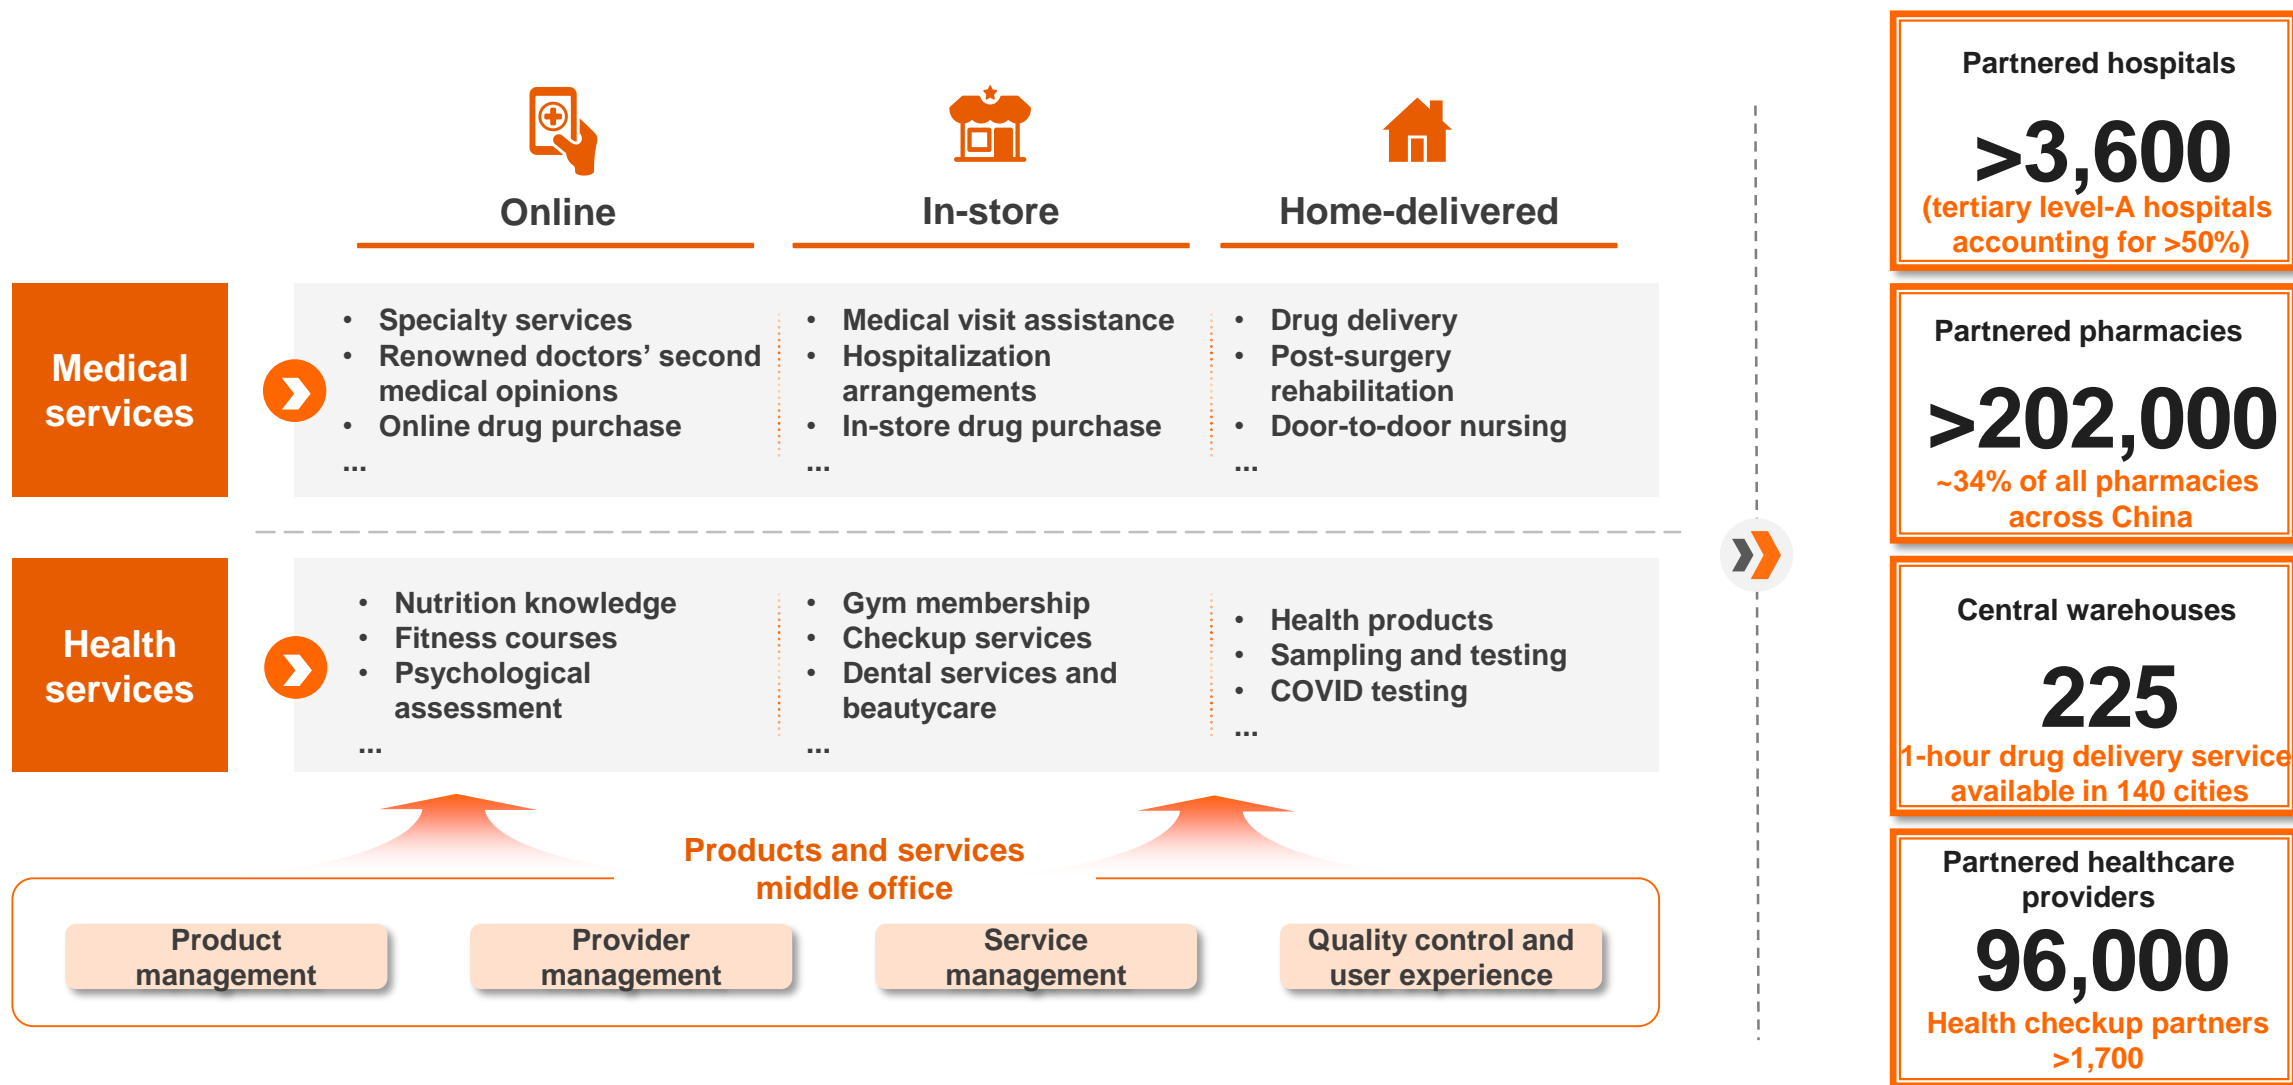 Online
In-store
Home-delivered
Medical
services
• Specialty services
• Renowned doctors’ second
medical opinions
• Online drug purchase
...
• Medical visit assistance
• Hospitalization
arrangements
• In-store drug purchase
...
• Drug delivery
• Post-surgery
rehabilitation
• Door-to-door nursing
...
Health
services
• Nutrition knowledge
• Fitness courses
• Psychological
assessment
...
• Gym membership
• Checkup services
• Dental services and
beautycare
...
• Health products
• Sampling and testing
• COVID testing
...
Products and services
middle office
Product
management
Provider
management
Service
management
Quality control and
user experience
Partnered hospitals
>3,600
(tertiary level-A hospitals
accounting for >50%)
Partnered pharmacies
>202,000
~34% of all pharmacies
across China
Central warehouses
225
1-hour drug delivery service
available in 140 cities
Partnered healthcare
providers
96,000
Health checkup partners
>1,700